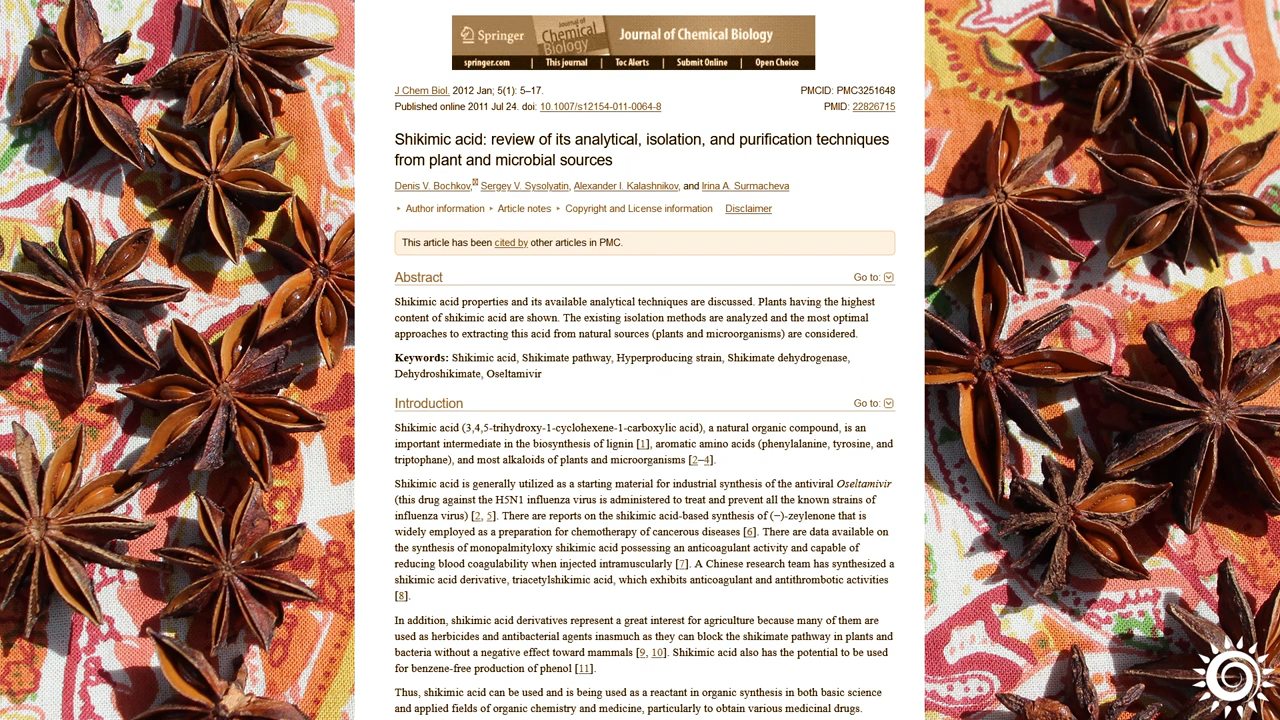 Springer
Journal of
Chemical
Biology
Journal of Chemical Biology
springer.com | This journal | Toc Alerts | Submit Online | Open Choice
J Chem Biol. 2012 Jan; 5(1): 5–17.
PMCID: PMC3251648
Published online 2011 Jul 24. doi: 10.1007/s12154-011-0064-8
PMID: 22826715
Shikimic acid: review of its analytical, isolation, and purification techniques
from plant and microbial sources
Denis V. Bochkov, Sergey V. Sysolyatin, Alexander I. Kalashnikov, and Irina A. Surmacheva
▸ Author information ▸ Article notes ▸ Copyright and License information Disclaimer
This article has been cited by other articles in PMC.
Abstract
Go to:
Shikimic acid properties and its available analytical techniques are discussed. Plants having the highest
content of shikimic acid are shown. The existing isolation methods are analyzed and the most optimal
approaches to extracting this acid from natural sources (plants and microorganisms) are considered.
Keywords: Shikimic acid, Shikimate pathway, Hyperproducing strain, Shikimate dehydrogenase,
Dehydroshikimate, Oseltamivir
Introduction
Go to:
Shikimic acid (3,4,5-trihydroxy-1-cyclohexene-1-carboxylic acid), a natural organic compound, is an
important intermediate in the biosynthesis of lignin [1], aromatic amino acids (phenylalanine, tyrosine, and
triptophane), and most alkaloids of plants and microorganisms [2–4].
Shikimic acid is generally utilized as a starting material for industrial synthesis of the antiviral Oseltamivir
(this drug against the H5N1 influenza virus is administered to treat and prevent all the known strains of
influenza virus) [2, 5]. There are reports on the shikimic acid-based synthesis of (−)-zeylenone that is
widely employed as a preparation for chemotherapy of cancerous diseases [6]. There are data available on
the synthesis of monopalmityloxy shikimic acid possessing an anticoagulant activity and capable of
reducing blood coagulability when injected intramuscularly [7]. A Chinese research team has synthesized a
shikimic acid derivative, triacetylshikimic acid, which exhibits anticoagulant and antithrombotic activities
[8].
In addition, shikimic acid derivatives represent a great interest for agriculture because many of them are
used as herbicides and antibacterial agents inasmuch as they can block the shikimate pathway in plants and
bacteria without a negative effect toward mammals [9, 10]. Shikimic acid also has the potential to be used
for benzene-free production of phenol [11].
Thus, shikimic acid can be used and is being used as a reactant in organic synthesis in both basic science
and applied fields of organic chemistry and medicine, particularly to obtain various medicinal drugs.